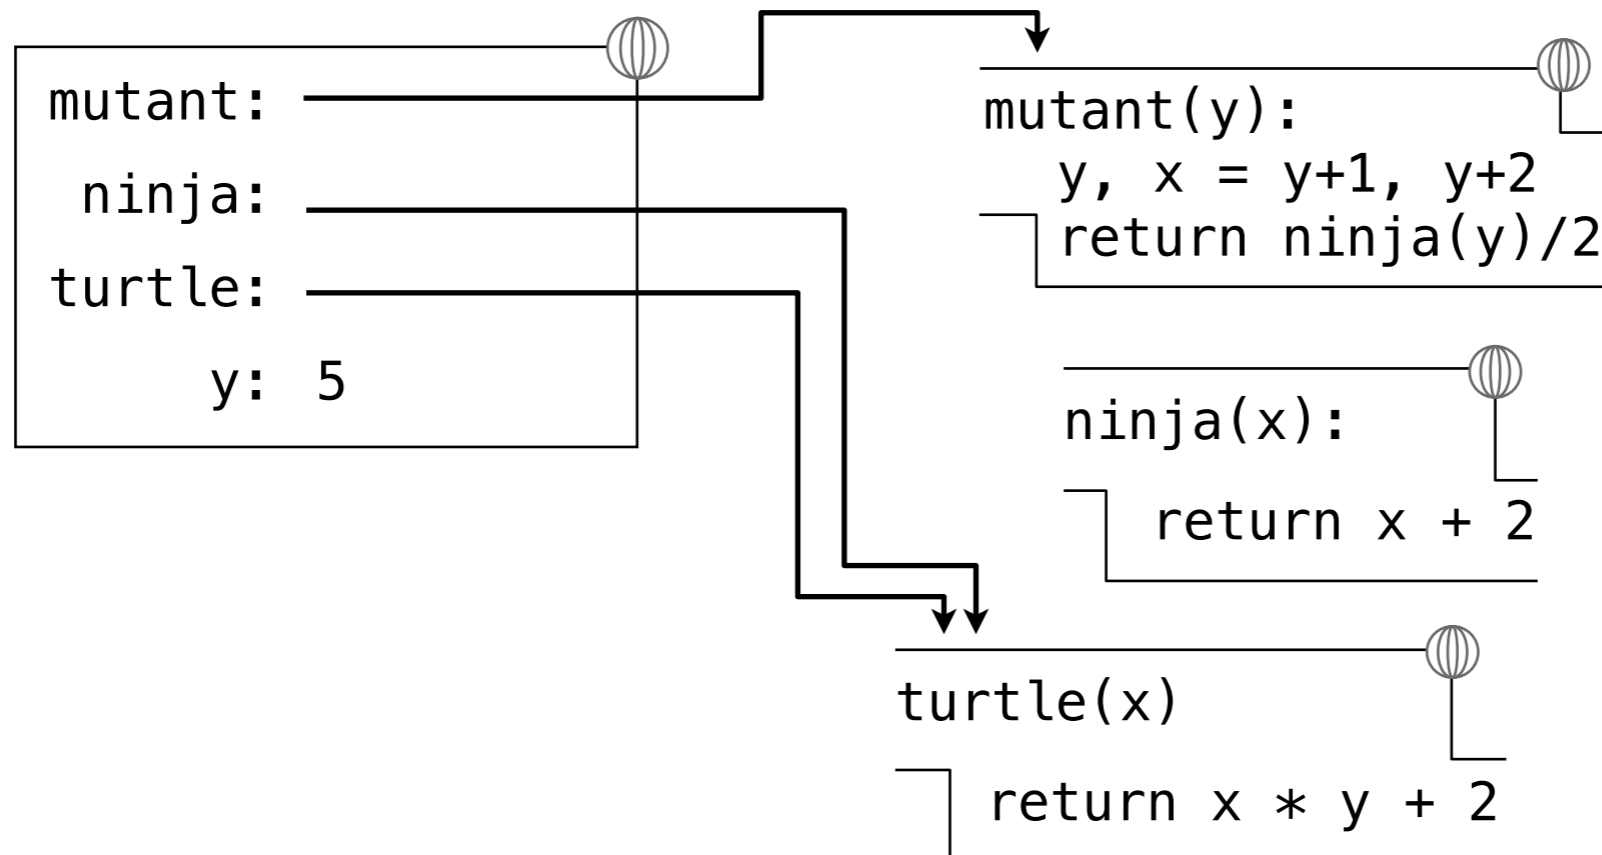 mutant:
ninja:
turtle:
y: 5
mutant(y):
y, x = y+1, y+2
return ninja(y)/2
ninja(x):
return x + 2
turtle(x)
return x * y + 2